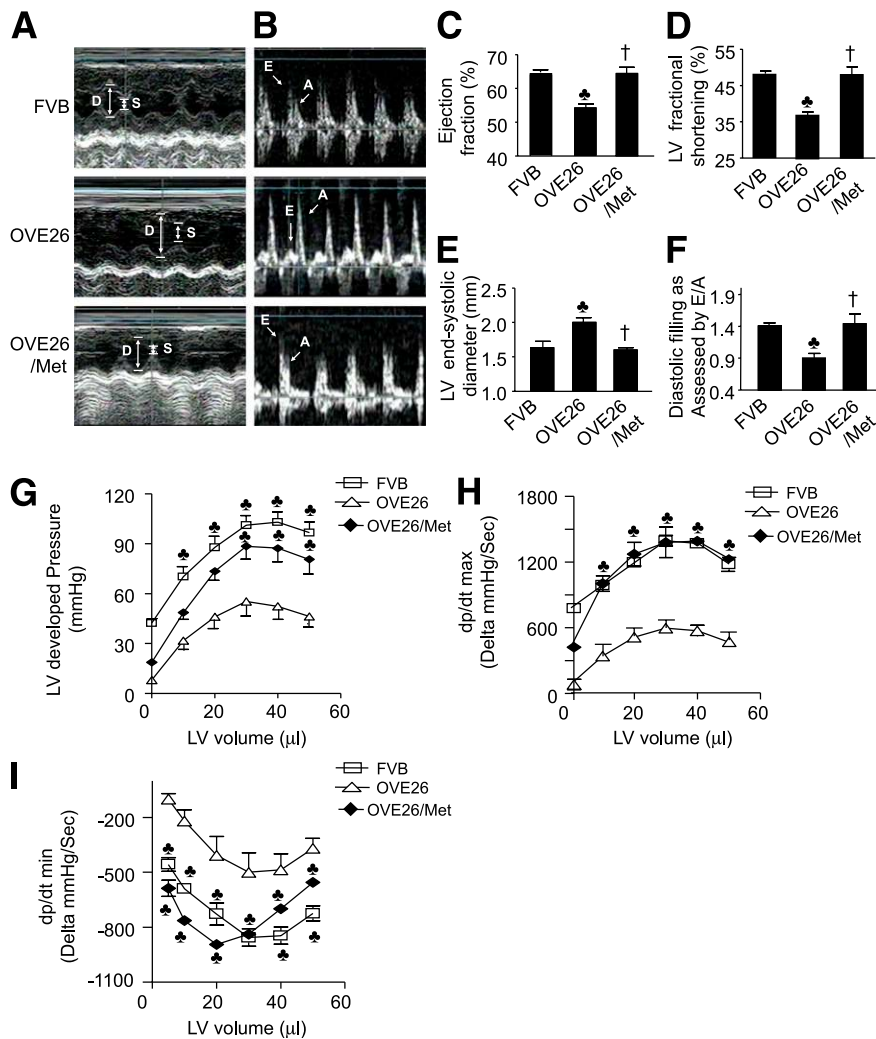 A
B
C
D
FVB
D
S
E
A
Ejection
fraction (%)
70
60
50
40
♣
†
FVB
OVE26
OVE26
/Met
LV fractional
shortening (%)
55
45
35
25
♣
†
FVB
OVE26
OVE26
/Met
OVE26
D
S
E
A
E
F
LV end-systolic
diameter (mm)
2.5
2.0
1.5
1.0
♣
†
FVB
OVE26
OVE26
/Met
Diastolic filling as
Assessed by E/A
1.9
1.4
0.9
0.4
♣
†
FVB
OVE26
OVE26
/Met
OVE26
/Met
D
S
E
A
G
FVB
OVE26
OVE26/Met
LV developed Pressure
(mmHg)
120
90
60
30
0
♣ ♣ ♣ ♣ ♣
♣ ♣ ♣
0 20 40 60
LV volume (μl)
H
FVB
OVE26
OVE26/Met
dp/dt max
(Delta mmHg/Sec)
1800
1200
600
0
♣ ♣ ♣ ♣ ♣
0 20 40 60
LV volume (μl)
I
FVB
OVE26
OVE26/Met
dp/dt min
(Delta mmHg/Sec)
-200
-500
-800
-1100
♣ ♣ ♣ ♣ ♣ ♣
♣ ♣ ♣ ♣ ♣
0 20 40 60
LV volume (μl)